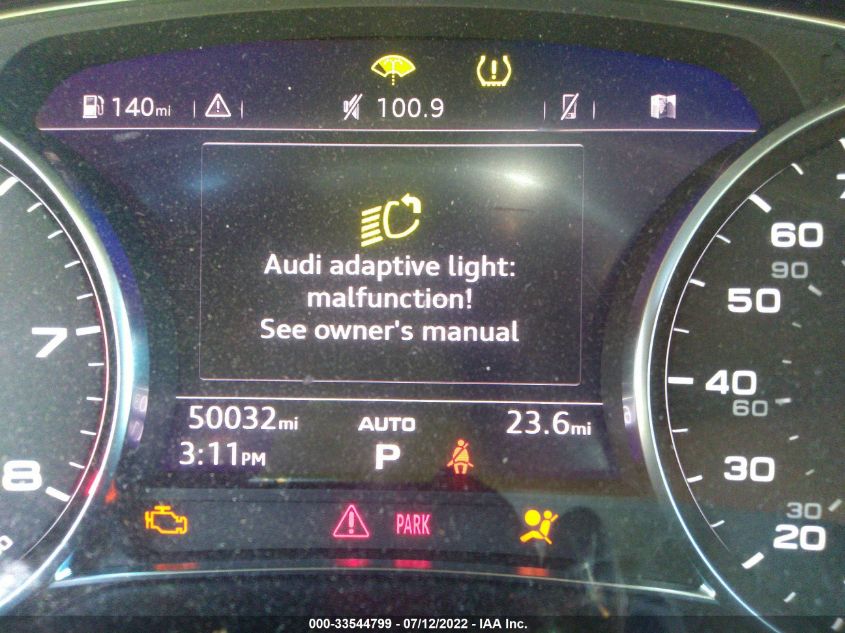 140mi 100.9
Audi adaptive light:
malfunction!
See owner's manual
50032mi AUTO 23.6mi
3:11PM P
PARK
7
8
60
90
50
40
60
30
30
20
000-33544799 - 07/12/2022 - IAA Inc.